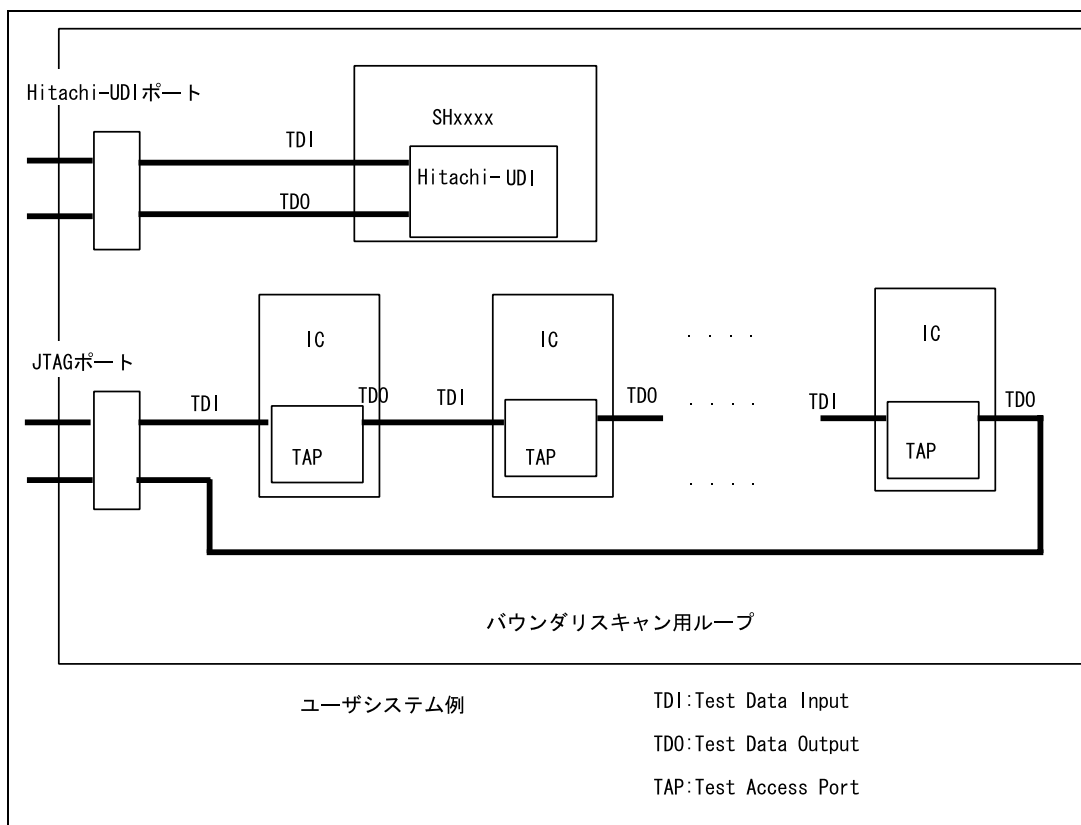 Hitachi-UDIポート
SHxxxx
TDI
Hitachi-UDI
TDO
IC
IC
. . . .
IC
JTAGポート
TDI
TDO
TDI
TDO
. . . .
TDI
TDO
TAP
TAP
TAP
. . . .
バウンダリスキャン用ループ
ユーザシステム例
TDI:Test Data Input
TDO:Test Data Output
TAP:Test Access Port